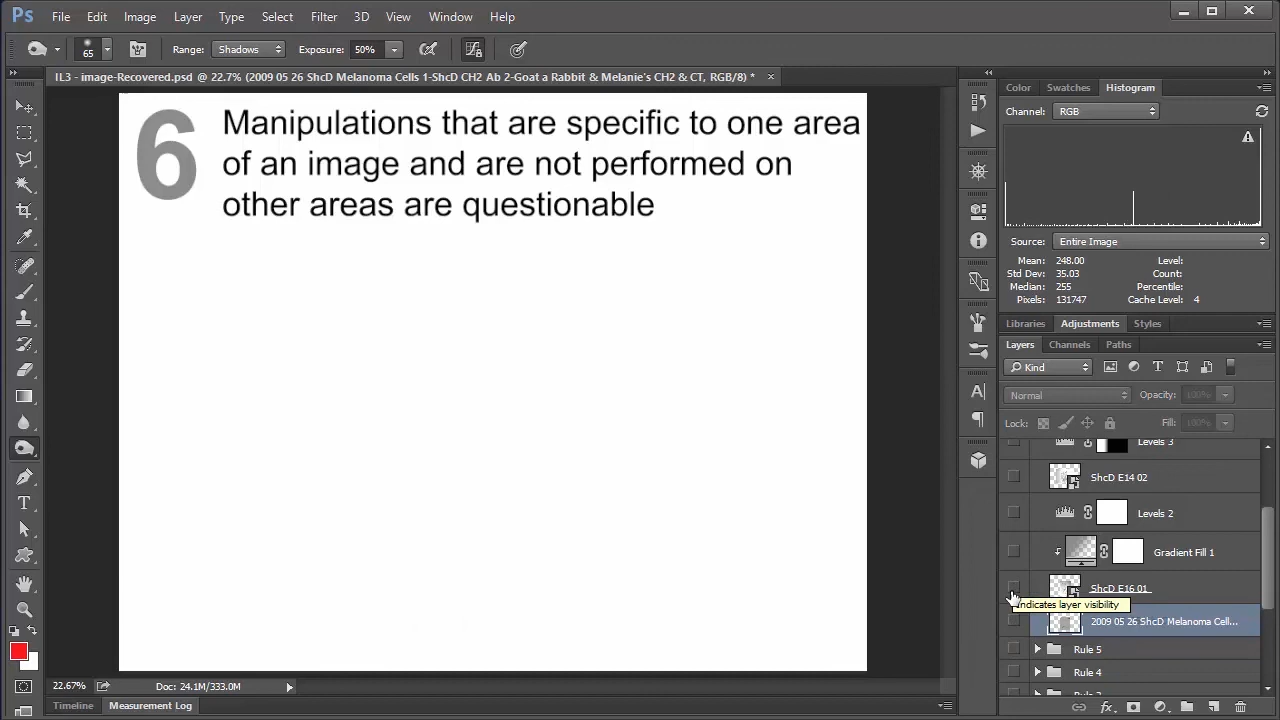 Ps File Edit Image Layer Type Select Filter 3D View Window Help
65 Range: Shadows Exposure: 50%
IL3 - image-Recovered.psd @ 22.7% (2009 05 26 ShcD Melanoma Cells 1-ShcD CH2 Ab 2-Goat a Rabbit & Melanie's CH2 & CT, RGB/8) *
6
Manipulations that are specific to one area
of an image and are not performed on
other areas are questionable
Color Swatches Histogram
Channel: RGB
Source: Entire Image
Mean: 248.00 Level:
Std Dev: 35.03 Count:
Median: 255 Percentile:
Pixels: 131747 Cache Level: 4
Libraries Adjustments Styles
Layers Channels Paths
Kind
Normal Opacity: 100%
Lock: Fill: 100%
Levels 3
ShcD E14 02
Levels 2
Gradient Fill 1
ShcD E16 01
Indicates layer visibility
2009 05 26 ShcD Melanoma Cell...
Rule 5
Rule 4
22.67% Doc: 24.1M/333.0M
Timeline Measurement Log